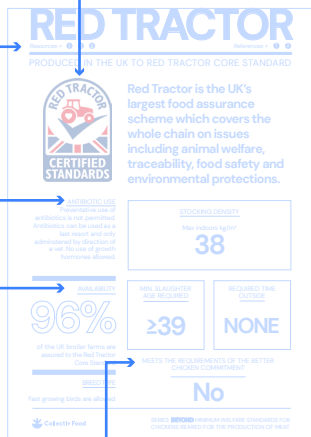 RED TRACTOR
Resources >
References >
PRODUCED IN THE UK TO RED TRACTOR CORE STANDARD
RED TRACTOR
CERTIFIED
STANDARDS
Red Tractor is the UK's
largest food assurance
scheme which covers the
whole chain on issues
including animal welfare,
traceability, food safety and
environmental protections.
ANTIBIOTIC USE
Preventative use of
antibiotics is not permitted.
Antibiotics can be used as a
last resort and only
administered by direction of
a vet. No use of growth
hormones allowed.
STOCKING DENSITY
Max indoors kg/m²
38
AVAILABILITY
96%
of the UK broiler farms are
assured to the Red Tractor
Core
MIN. SLAUGHTER
AGE REQUIRED
≥39
REQUIRED TIME
OUTSIDE
NONE
MEETS THE REQUIREMENTS OF THE BETTER
CHICKEN COMMITMENT
No
BREED TYPE
Fast growing birds are allowed
Collectiv Food
BEYOND MINIMUM WELFARE STANDARDS FOR
CHICKENS REARED FOR THE PRODUCTION OF MEAT